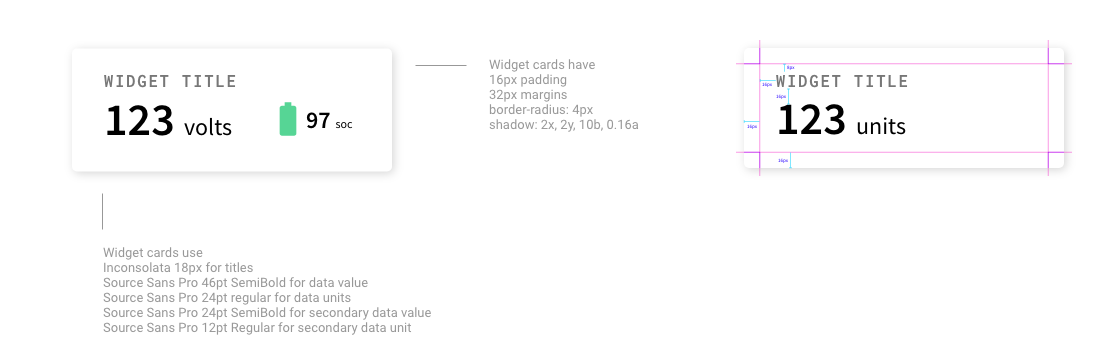 WIDGET TITLE
123 volts
97 soc
Widget cards have
16px padding
32px margins
border-radius: 4px
shadow: 2x, 2y, 10b, 0.16a
8px
16px
WIDGET TITLE
16px
123 units
16px
16px
Widget cards use
Inconsolata 18px for titles
Source Sans Pro 46pt SemiBold for data value
Source Sans Pro 24pt regular for data units
Source Sans Pro 24pt SemiBold for secondary data value
Source Sans Pro 12pt Regular for secondary data unit